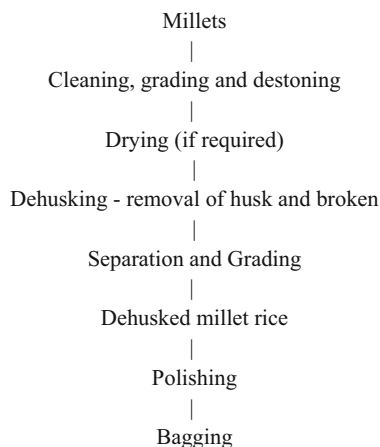 Millets
|
Cleaning, grading and destoning
|
Drying (if required)
|
Dehusking - removal of husk and broken
|
Separation and Grading
|
Dehusked millet rice
|
Polishing
|
Bagging